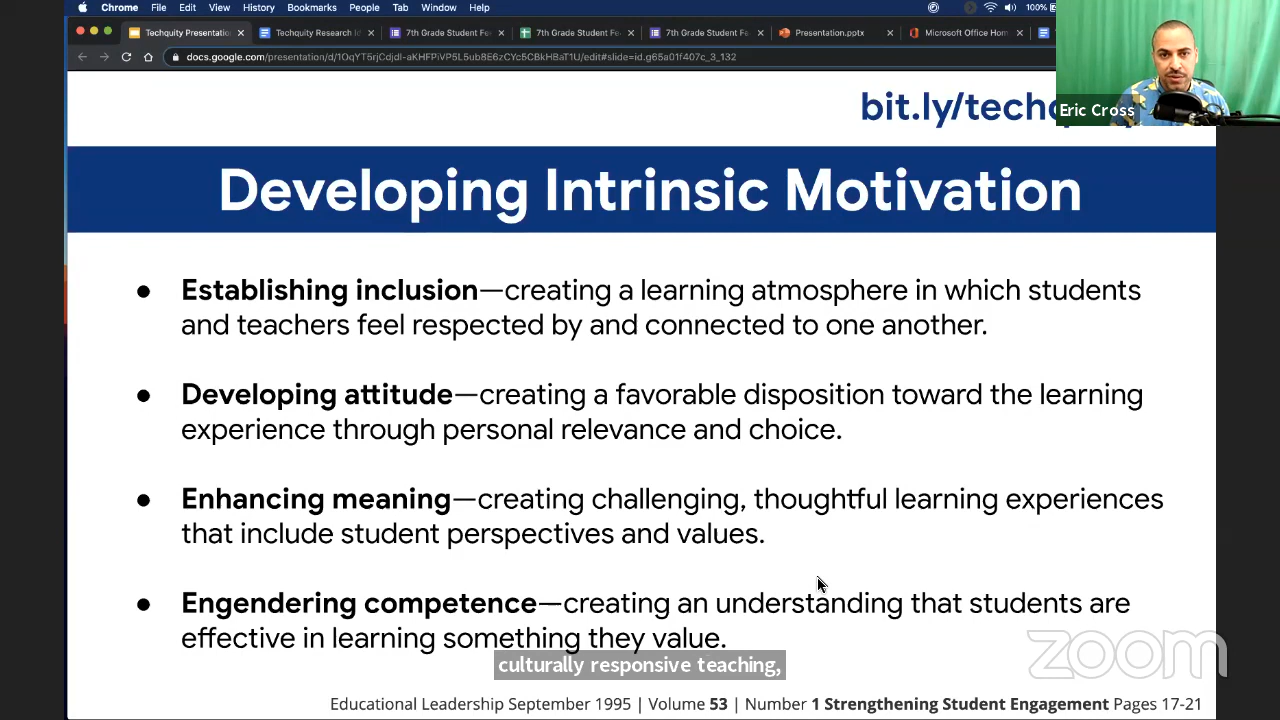 Chrome File Edit View History Bookmarks People Tab Window Help 100%
Techquity Presentatio 7th Grade Student Fe Techquity Research Id 7th Grade Student Fe 7th Grade Student Fe Presentation.pptx Microsoft Office Hom
docs.google.com/presentation/d/1OqYT5rjCdjdI-aKHFPiVP5L5ub8E6zCYc5CBkHBaT1U/edit#slide=id.g65a01f407c_3_132
bit.ly/techq
Eric Cross
Developing Intrinsic Motivation
● Establishing inclusion—creating a learning atmosphere in which students
and teachers feel respected by and connected to one another.
● Developing attitude—creating a favorable disposition toward the learning
experience through personal relevance and choice.
● Enhancing meaning—creating challenging, thoughtful learning experiences
that include student perspectives and values.
● Engendering competence—creating an understanding that students are
effective in learning something they value.
culturally responsive teaching,
zoom
Educational Leadership September 1995 | Volume 53 | Number 1 Strengthening Student Engagement Pages 17-21